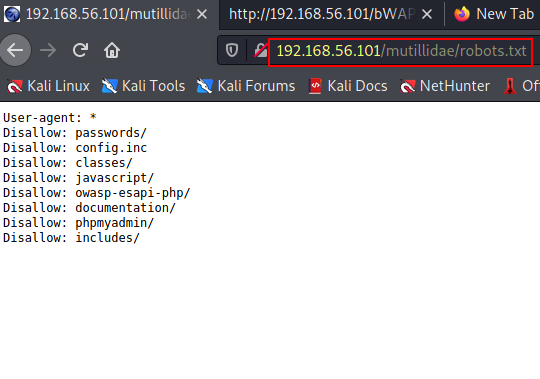 192.168.56.101/mutillidae/
http://192.168.56.101/bWAP
New Tab
192.168.56.101/mutillidae/robots.txt
Kali Linux Kali Tools Kali Forums Kali Docs NetHunter Of
User-agent: *
Disallow: passwords/
Disallow: config.inc
Disallow: classes/
Disallow: javascript/
Disallow: owasp-esapi-php/
Disallow: documentation/
Disallow: phpmyadmin/
Disallow: includes/